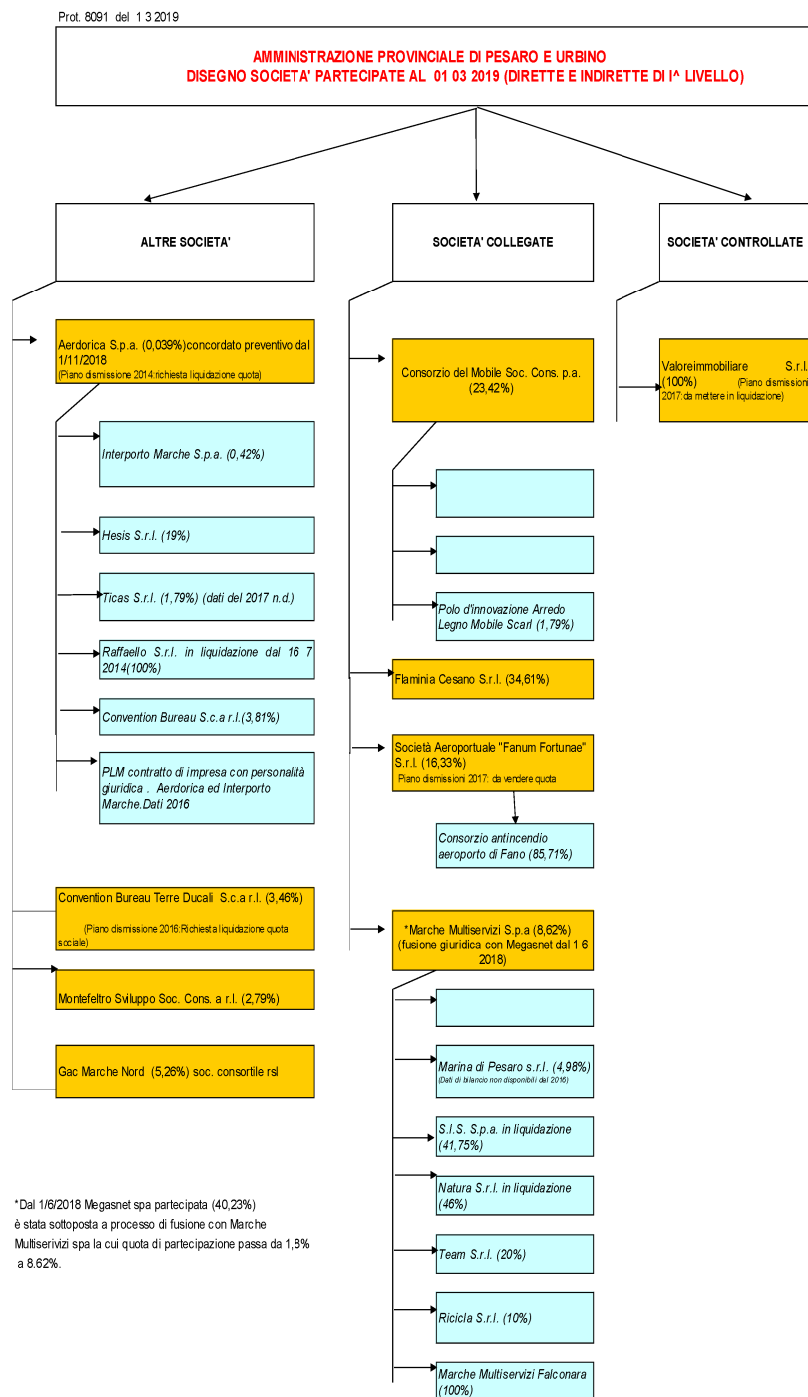 Prot. 8091 del 1 3 2019
AMMINISTRAZIONE PROVINCIALE DI PESARO E URBINO
DISEGNO SOCIETA' PARTECIPATE AL 01 03 2019 (DIRETTE E INDIRETTE DI I^ LIVELLO)
ALTRE SOCIETA'
Aerdorica S.p.a. (0,039%)concordato preventivo dal
1/11/2018
(Piano dismissione 2014:richiesta liquidazione quota)
Interporto Marche S.p.a. (0,42%)
Hesis S.r.l. (19%)
Ticas S.r.l. (1,79%) (dati del 2017 n.d.)
Raffaello S.r.l. in liquidazione dal 16 7
2014(100%)
Convention Bureau S.c.a r.l.(3,81%)
PLM contratto di impresa con personalità
giuridica . Aerdorica ed Interporto
Marche.Dati 2016
Convention Bureau Terre Ducali S.c.a r.l. (3,46%)
(Piano dismissione 2016:Richiesta liquidazione quota
sociale)
Montefeltro Sviluppo Soc. Cons. a r.l. (2,79%)
Gac Marche Nord (5,26%) soc. consortile rsl
*Dal 1/6/2018 Megasnet spa partecipata (40,23%)
è stata sottoposta a processo di fusione con Marche
Multiserivizi spa la cui quota di partecipazione passa da 1,8%
a 8.62%.
SOCIETA' COLLEGATE
Consorzio del Mobile Soc. Cons. p.a.
(23,42%)
Polo d'innovazione Arredo
Legno Mobile Scarl (1,79%)
Flaminia Cesano S.r.l. (34,61%)
Società Aeroportuale "Fanum Fortunae"
S.r.l. (16,33%)
Piano dismissioni 2017: da vendere quota
Consorzio antincendio
aeroporto di Fano (85,71%)
*Marche Multiservizi S.p.a (8,62%)
(fusione giuridica con Megasnet dal 1 6
2018)
Marina di Pesaro s.r.l. (4,98%)
(Dati di bilancio non disponibili dal 2016)
S.I.S. S.p.a. in liquidazione
(41,75%)
Natura S.r.l. in liquidazione
(46%)
Team S.r.l. (20%)
Ricicla S.r.l. (10%)
Marche Multiservizi Falconara
(100%)
SOCIETA' CONTROLLATE
Valoreimmobiliare S.r.l.
(100%) (Piano dismissioni
2017:da mettere in liquidazione)